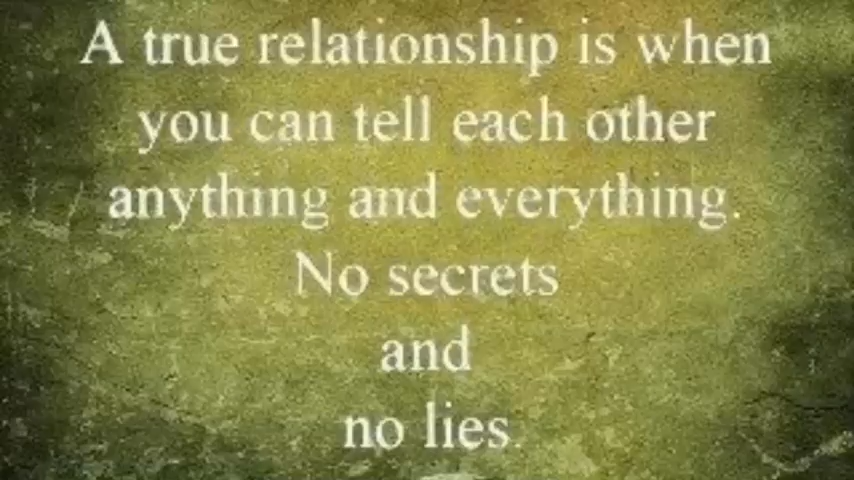 A true relationship is when
you can tell each other
anything and everything.
No secrets
and
no lies.